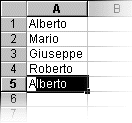 A B
1 Alberto
2 Mario
3 Giuseppe
4 Roberto
5 Alberto
6